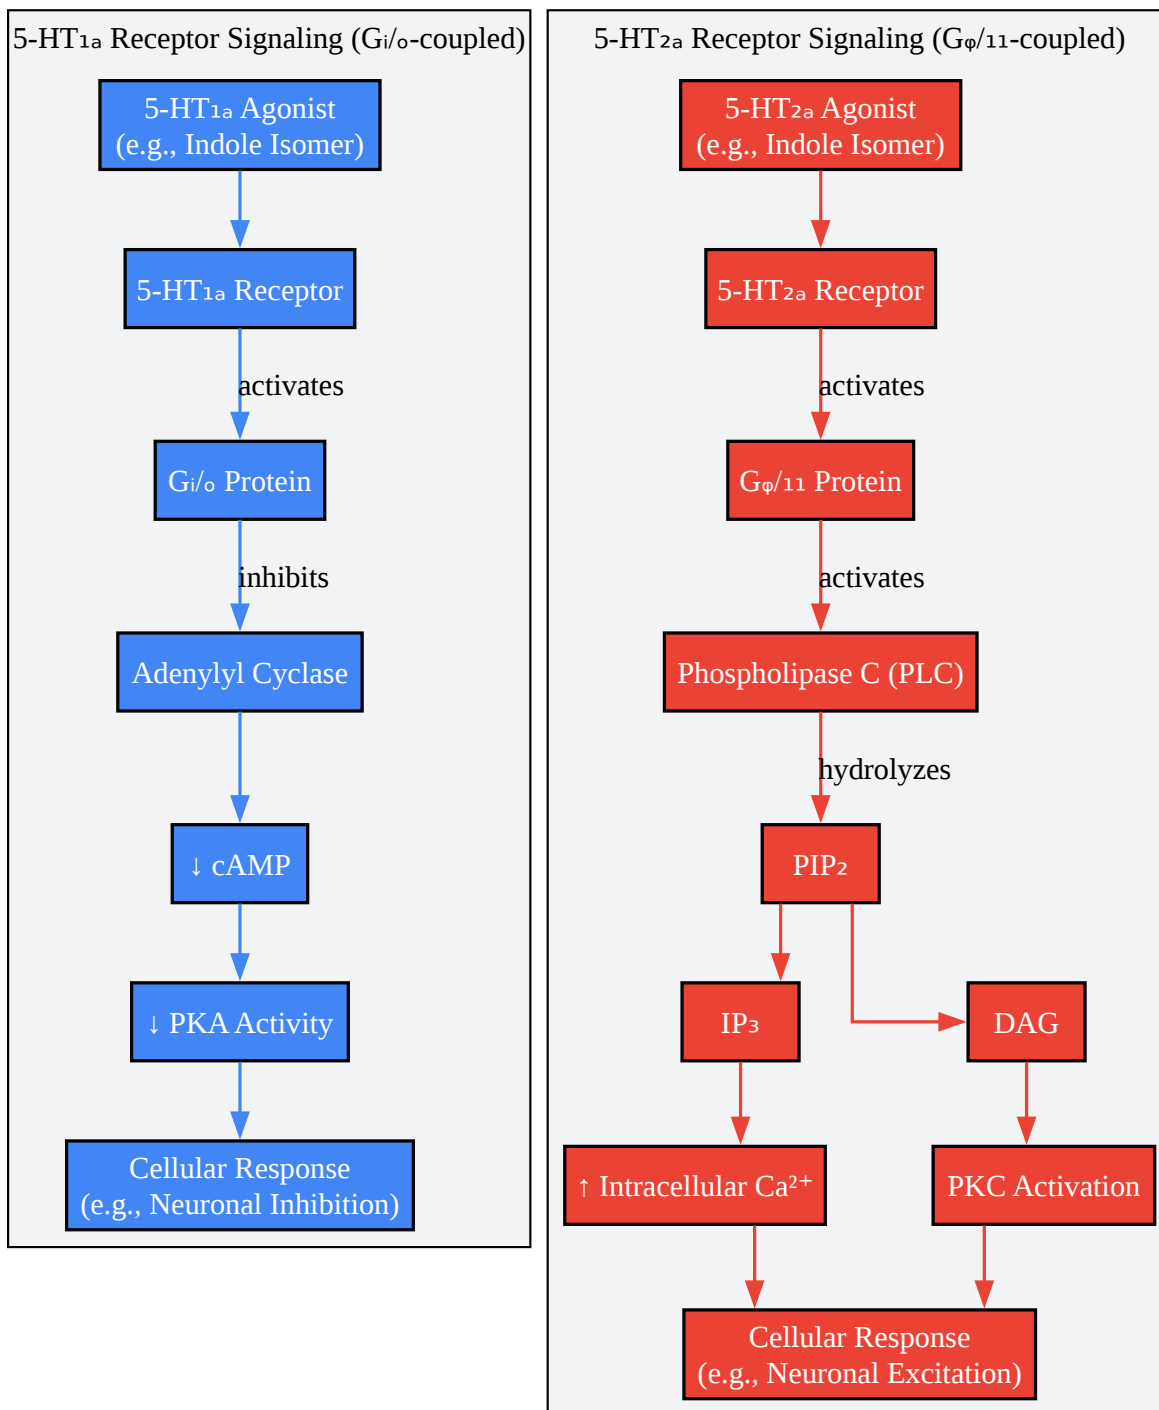 5-HT₁ₐ Receptor Signaling (Gᵢ/ₒ-coupled)
5-HT₁ₐ Agonist
(e.g., Indole Isomer)
5-HT₁ₐ Receptor
activates
Gᵢ/ₒ Protein
inhibits
Adenylyl Cyclase
↓ cAMP
↓ PKA Activity
Cellular Response
(e.g., Neuronal Inhibition)
5-HT₂ₐ Receptor Signaling (Gᵩ/₁₁-coupled)
5-HT₂ₐ Agonist
(e.g., Indole Isomer)
5-HT₂ₐ Receptor
activates
Gᵩ/₁₁ Protein
activates
Phospholipase C (PLC)
hydrolyzes
PIP₂
IP₃
DAG
↑ Intracellular Ca²⁺
PKC Activation
Cellular Response
(e.g., Neuronal Excitation)